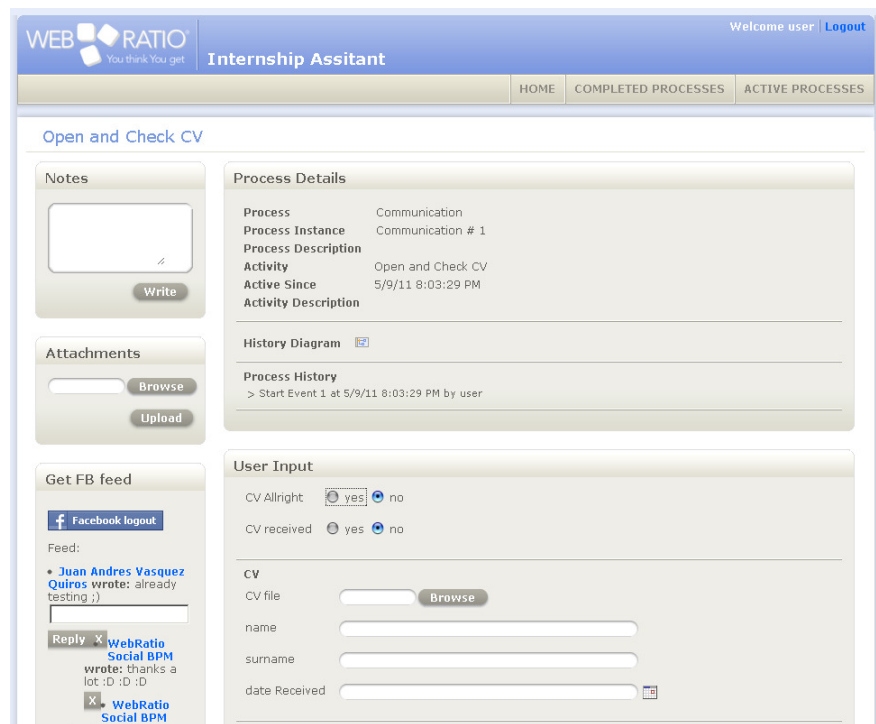 WEB RATIO
You think You get
Internship Assitant
Welcome user | Logout
HOME COMPLETED PROCESSES ACTIVE PROCESSES
Open and Check CV
Notes
Write
Attachments
Browse
Upload
Get FB feed
f Facebook logout
Feed:
• Juan Andres Vasquez
Quiros wrote: already
testing ;)
Reply X
• WebRatio
Social BPM
wrote: thanks a
lot :D :D :D
X
• WebRatio
Social BPM
Process Details
Process Communication
Process Instance Communication # 1
Process Description
Activity Open and Check CV
Active Since 5/9/11 8:03:29 PM
Activity Description
History Diagram
Process History
> Start Event 1 at 5/9/11 8:03:29 PM by user
User Input
CV Allright yes no
CV received yes no
CV
CV file Browse
name
surname
date Received